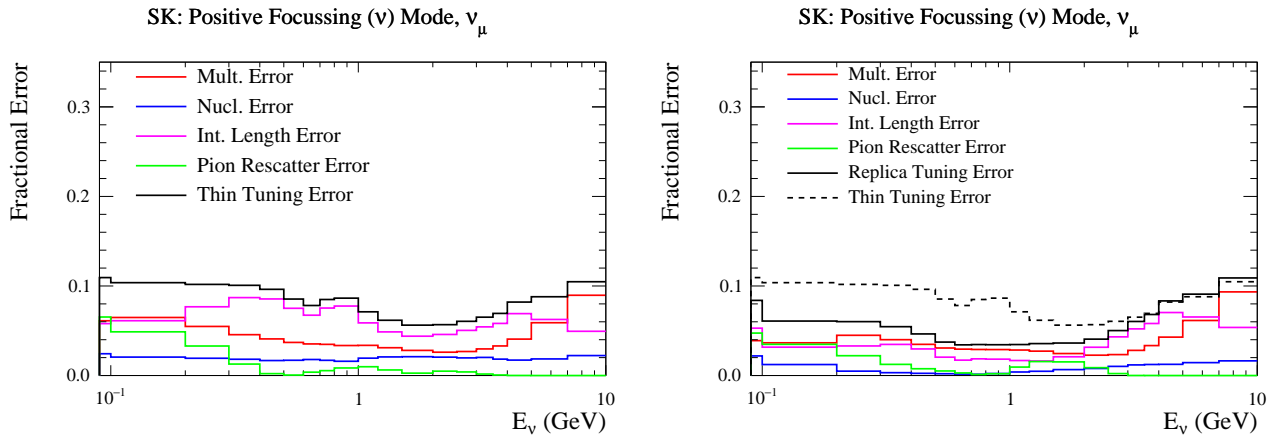 SK: Positive Focussing (ν) Mode, ν_μ
Fractional Error
0.3
0.2
0.1
0.0
Mult. Error
Nucl. Error
Int. Length Error
Pion Rescatter Error
Thin Tuning Error
10⁻¹
1
10
E_ν (GeV)
SK: Positive Focussing (ν) Mode, ν_μ
Fractional Error
0.3
0.2
0.1
0.0
Mult. Error
Nucl. Error
Int. Length Error
Pion Rescatter Error
Replica Tuning Error
Thin Tuning Error
10⁻¹
1
10
E_ν (GeV)